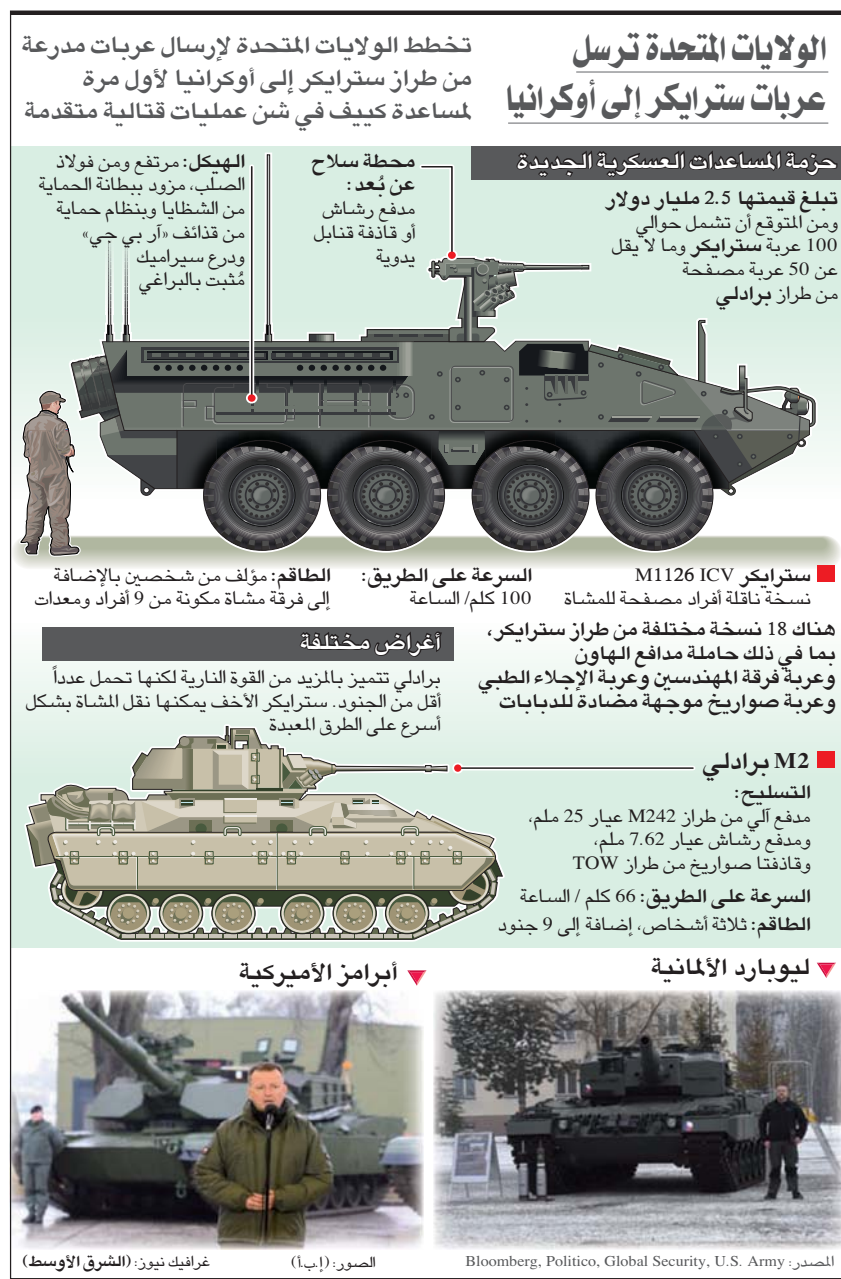 الولايات المتحدة ترسل
عربات سترايكر إلى أوكرانيا
تخطط الولايات المتحدة لإرسال عربات مدرعة
من طراز سترايكر إلى أوكرانيا لأول مرة
لمساعدة كييف في شن عمليات قتالية متقدمة
حزمة المساعدات العسكرية الجديدة
تبلغ قيمتها 2.5 مليار دولار
ومن المتوقع أن تشمل حوالي
100 عربة سترايكر وما لا يقل
عن 50 عربة مصفحة
من طراز برادلي
محطة سلاح
عن بُعد:
مدفع رشاش
أو قاذفة قنابل
يدوية
الهيكل: مرتفع ومن فولاذ
الصلب، مزود ببطانة الحماية
من الشظايا وبنظام حماية
من قذائف «آر بي جي»
ودرع سيراميك
مُثبت بالبراغي
سترايكر M1126 ICV
نسخة ناقلة أفراد مصفحة للمشاة
السرعة على الطريق:
100 كلم/ الساعة
الطاقم: مؤلف من شخصين بالإضافة
إلى فرقة مشاة مكونة من 9 أفراد ومعدات
هناك 18 نسخة مختلفة من طراز سترايكر،
بما في ذلك حاملة مدافع الهاون
وعربة فرقة المهندسين وعربة الإجلاء الطبي
وعربة صواريخ موجهة مضادة للدبابات
أغراض مختلفة
برادلي تتميز بالمزيد من القوة النارية لكنها تحمل عدداً
أقل من الجنود. سترايكر الأخف يمكنها نقل المشاة بشكل
أسرع على الطرق المعبدة
M2 برادلي
التسليح:
مدفع آلي من طراز M242 عيار 25 ملم،
ومدفع رشاش عيار 7.62 ملم،
وقاذفتا صواريخ من طراز TOW
السرعة على الطريق: 66 كلم / الساعة
الطاقم: ثلاثة أشخاص، إضافة إلى 9 جنود
ليوبارد الألمانية
أبرامز الأميركية
المصدر: Bloomberg, Politico, Global Security, U.S. Army
الصور: (إ.ب.أ)
غرافيك نيوز: (الشرق الأوسط)